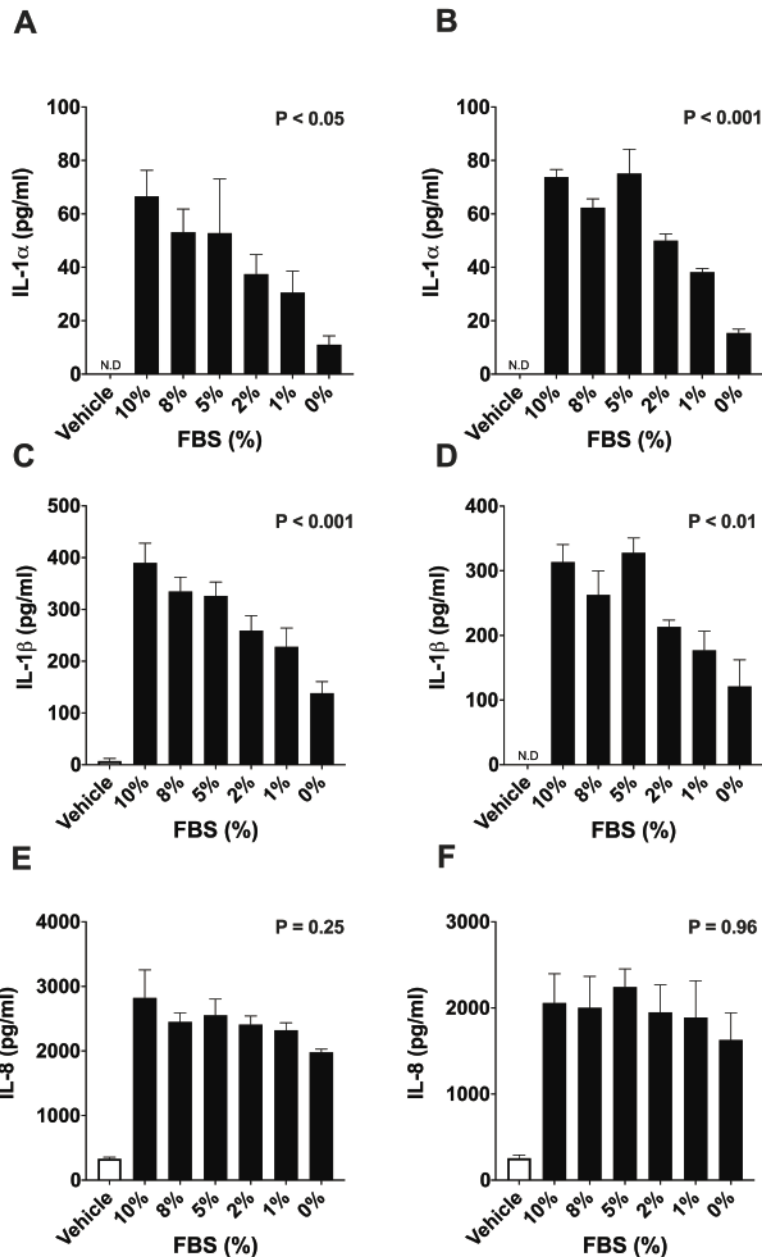 A
P < 0.05
IL-1α (pg/ml)
100
80
60
40
20
0
N.D
Vehicle
10%
8%
5%
2%
1%
0%
FBS (%)
B
P < 0.001
IL-1α (pg/ml)
100
80
60
40
20
0
N.D
Vehicle
10%
8%
5%
2%
1%
0%
FBS (%)
C
P < 0.001
IL-1β (pg/ml)
500
400
300
200
100
0
Vehicle
10%
8%
5%
2%
1%
0%
FBS (%)
D
P < 0.01
IL-1β (pg/ml)
400
300
200
100
0
N.D
Vehicle
10%
8%
5%
2%
1%
0%
FBS (%)
E
P = 0.25
IL-8 (pg/ml)
4000
3000
2000
1000
0
Vehicle
10%
8%
5%
2%
1%
0%
FBS (%)
F
P = 0.96
IL-8 (pg/ml)
3000
2000
1000
0
Vehicle
10%
8%
5%
2%
1%
0%
FBS (%)